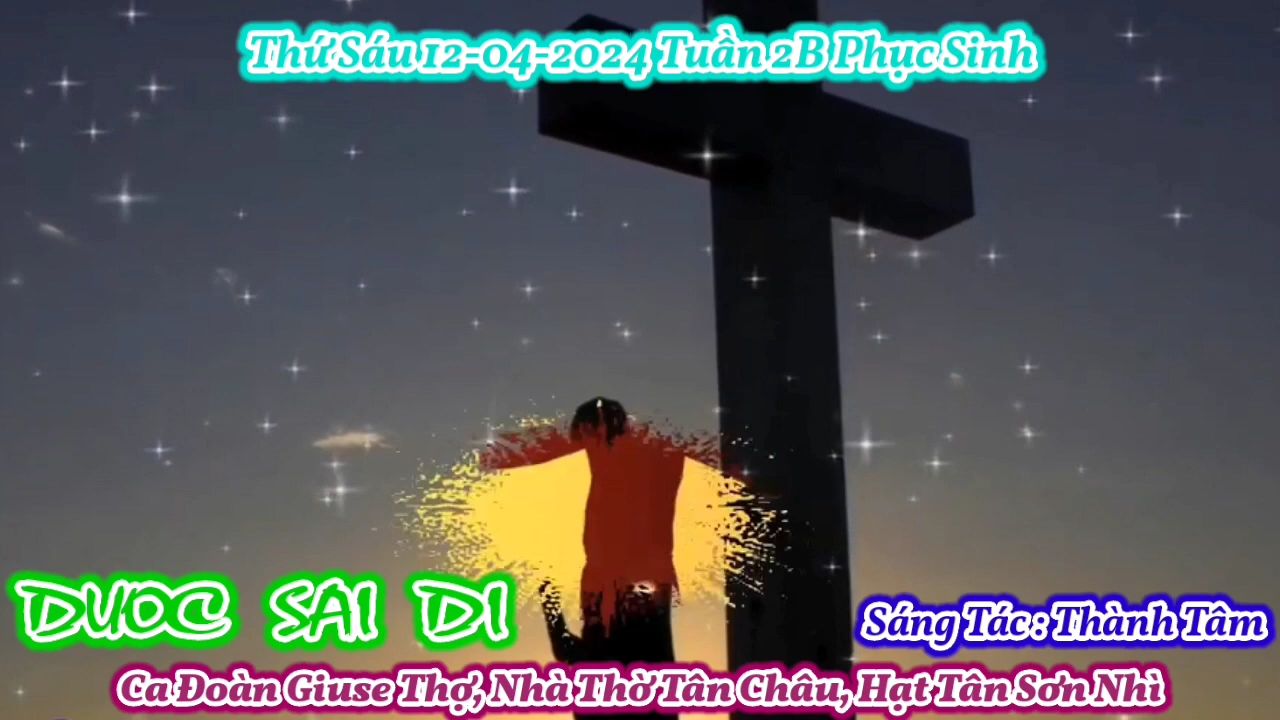 Thứ Sáu 12-04-2024 Tuần 2B Phục Sinh
DUOC SAI DI
Sáng Tác : Thành Tâm
Ca Đoàn Giuse Thợ, Nhà Thờ Tân Châu, Hạt Tân Sơn Nhì